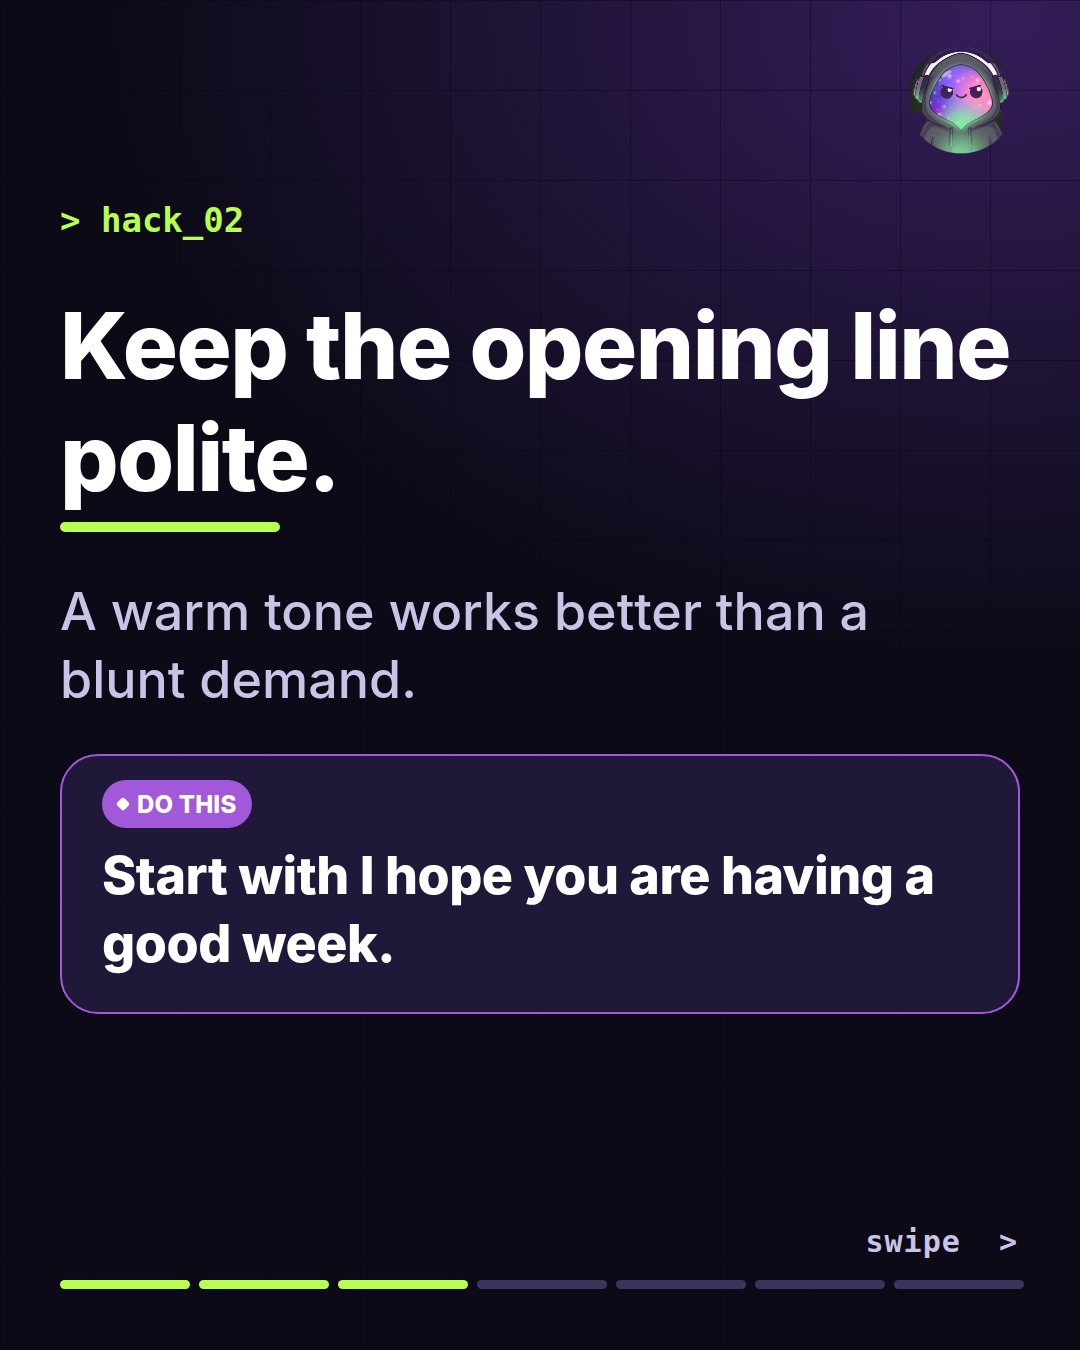 > hack_02
Keep the opening line
polite.
A warm tone works better than a
blunt demand.
DO THIS
Start with I hope you are having a
good week.
swipe >